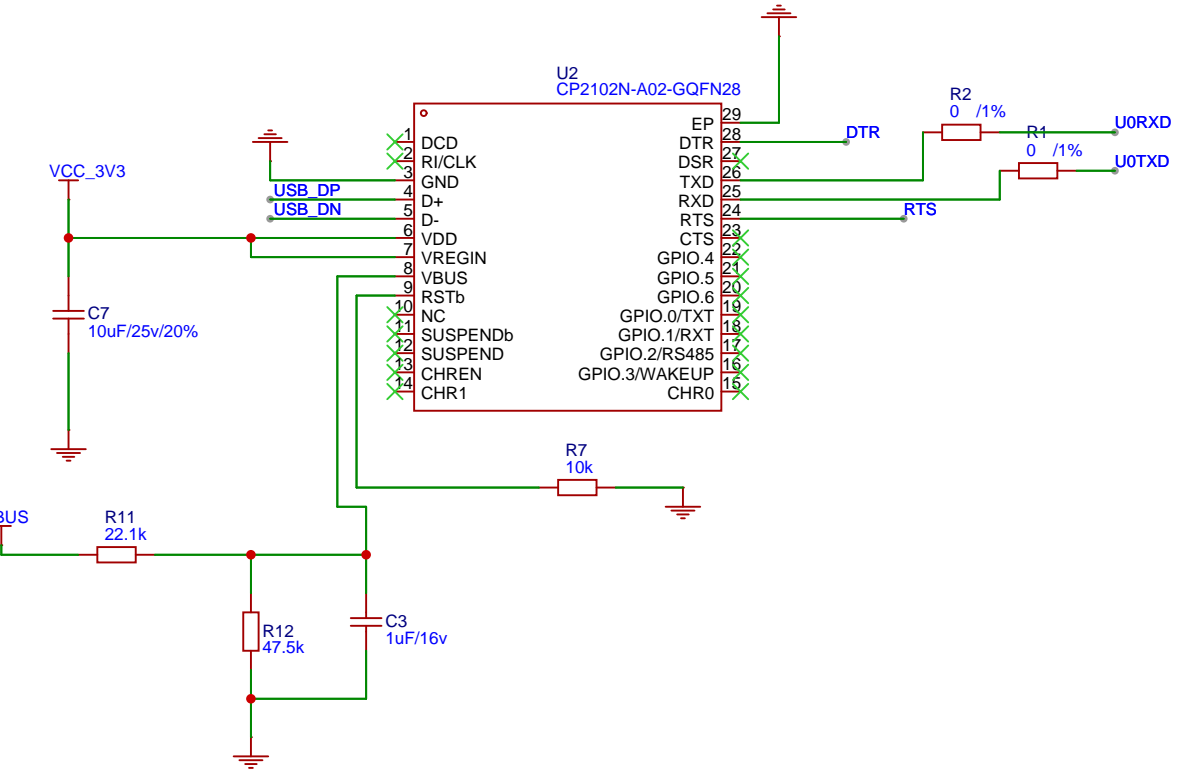 U2
CP2102N-A02-GQFN28
1
DCD
2
RI/CLK
3
GND
4
D+
5
D-
6
VDD
7
VREGIN
8
VBUS
9
RSTb
10
NC
11
SUSPENDb
12
SUSPEND
13
CHREN
14
CHR1
EP
29
DTR
28
DSR
27
TXD
26
RXD
25
RTS
24
CTS
23
GPIO.4
22
GPIO.5
21
GPIO.6
20
GPIO.0/TXT
19
GPIO.1/RXT
18
GPIO.2/RS485
17
GPIO.3/WAKEUP
16
CHR0
15
VCC_3V3
USB_DP
USB_DN
C7
10uF/25v/20%
DTR
RTS
R2
0 /1%
U0RXD
R1
0 /1%
U0TXD
R7
10k
BUS
R11
22.1k
R12
47.5k
C3
1uF/16v